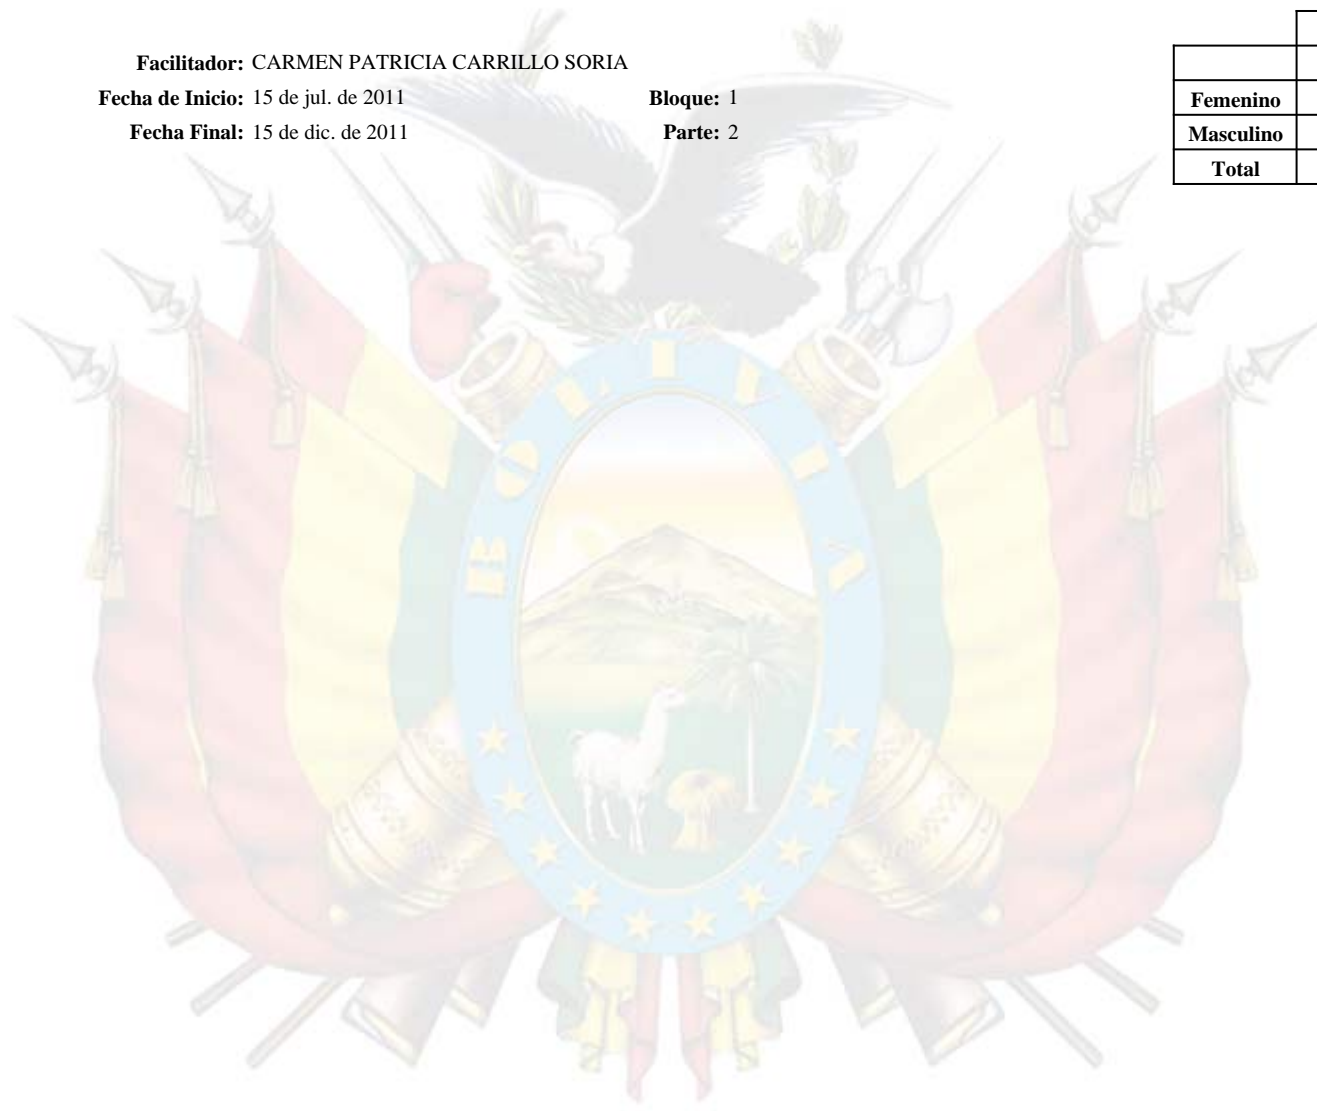 Facilitador: CARMEN PATRICIA CARRILLO SORIA
Fecha de Inicio: 15 de jul. de 2011 Bloque: 1
Fecha Final: 15 de dic. de 2011 Parte: 2
Femenino
Masculino
Total
BOLIVIA